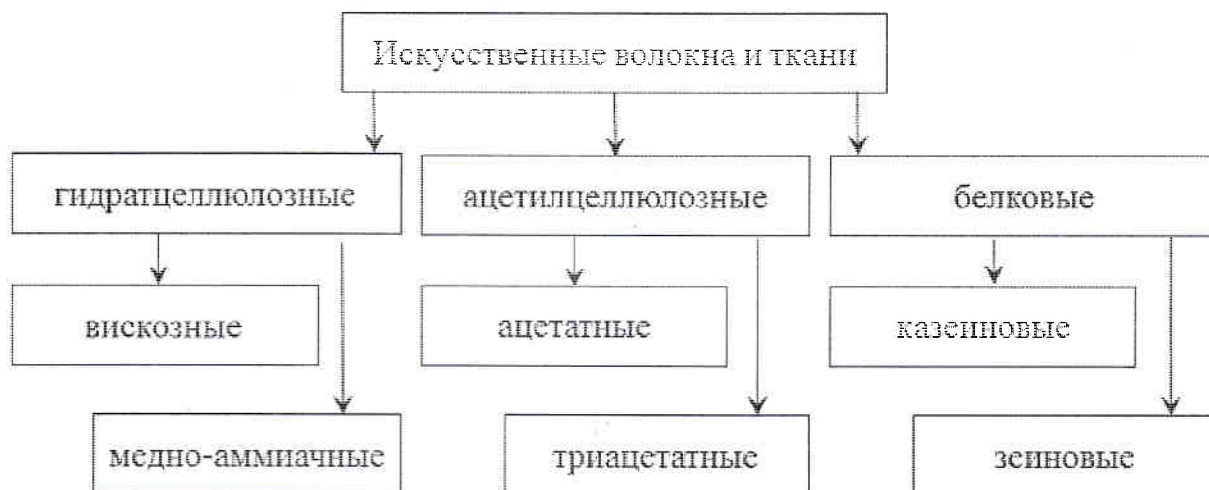 Искусственные волокна и ткани
гидратцеллюлозные
ацетилцеллюлозные
белковые
вискозные
ацетатные
казеиновые
медно-аммиачные
триацетатные
зеиновые